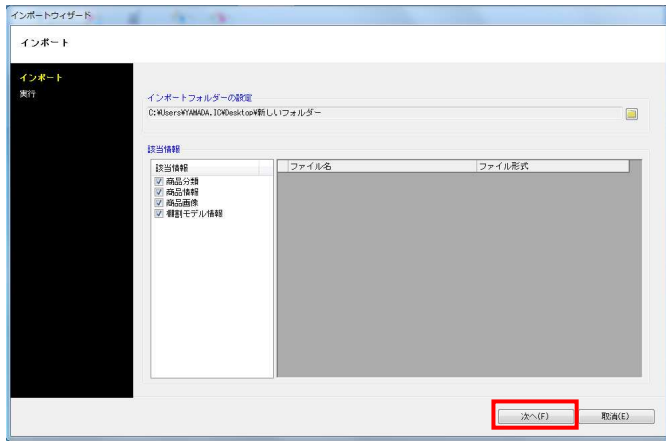 インポートウィザード
インポート
インポート
実行
インポートフォルダーの設定
C:¥Users¥YAMADA.IC¥Desktop¥新しいフォルダー
該当情報
該当情報
ファイル名
ファイル形式
商品分類
商品情報
商品画像
棚割モデル情報
次へ(F)
取消(E)